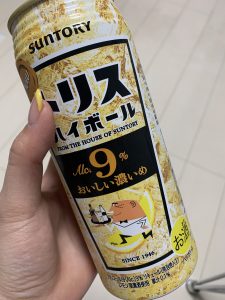 SUNTORY
トリス
ハイボール
FROM THE HOUSE OF SUNTORY
Alc. 9%
おいしい濃いめ
SINCE 1946
お酒